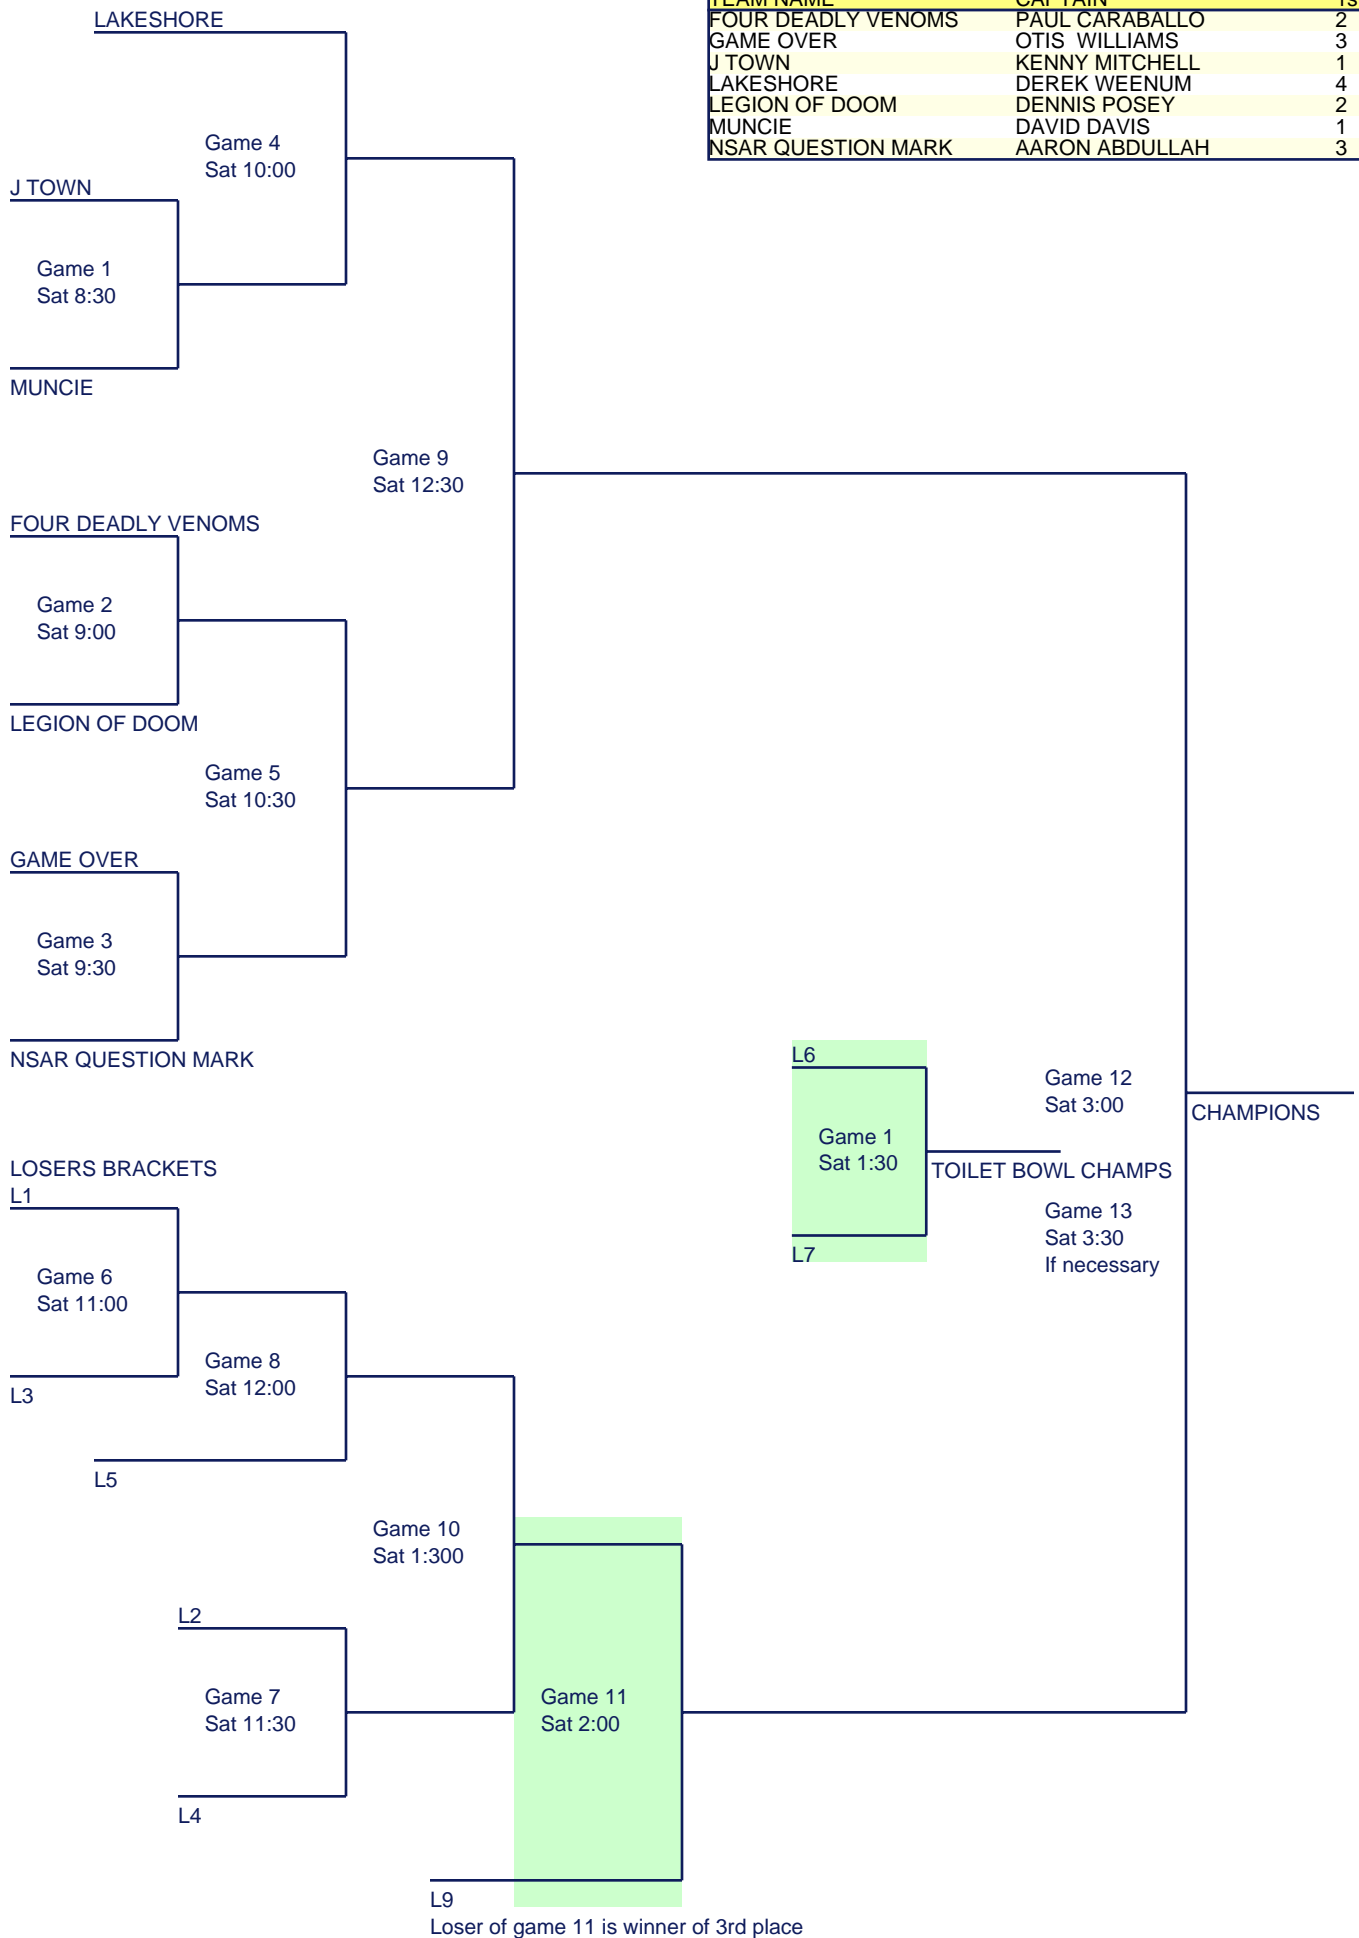 TEAM NAME CAPTAIN 1s
FOUR DEADLY VENOMS PAUL CARABALLO 2
GAME OVER OTIS WILLIAMS 3
J TOWN KENNY MITCHELL 1
LAKESHORE DEREK WEENUM 4
LEGION OF DOOM DENNIS POSEY 2
MUNCIE DAVID DAVIS 1
NSAR QUESTION MARK AARON ABDULLAH 3
LAKESHORE
Game 4
Sat 10:00
J TOWN
Game 1
Sat 8:30
MUNCIE
Game 9
Sat 12:30
FOUR DEADLY VENOMS
Game 2
Sat 9:00
LEGION OF DOOM
Game 5
Sat 10:30
GAME OVER
Game 3
Sat 9:30
NSAR QUESTION MARK
L6
Game 12
Sat 3:00
CHAMPIONS
Game 1
Sat 1:30
TOILET BOWL CHAMPS
Game 13
Sat 3:30
If necessary
L7
LOSERS BRACKETS
L1
Game 6
Sat 11:00
L3
Game 8
Sat 12:00
L5
Game 10
Sat 1:300
L2
Game 7
Sat 11:30
L4
Game 11
Sat 2:00
L9
Loser of game 11 is winner of 3rd place